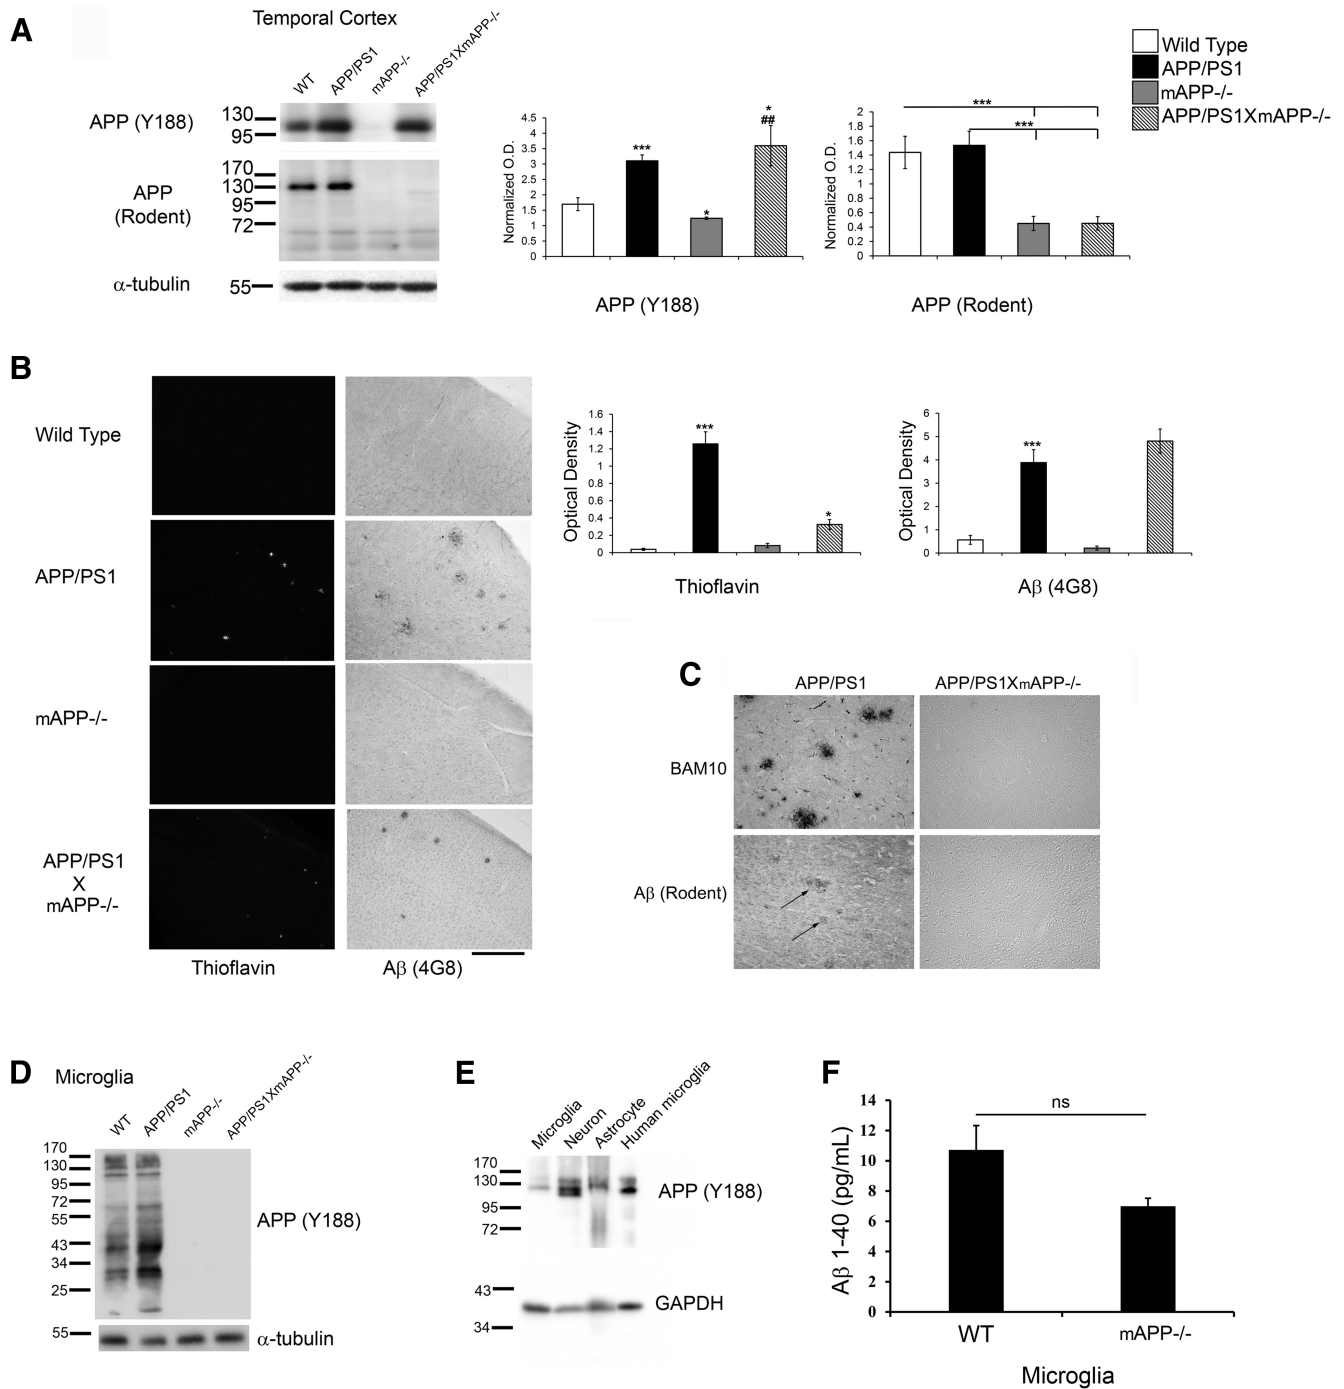 A
Temporal Cortex
WT
APP/PS1
mAPP-/-
APP/PS1XmAPP-/-
APP (Y188)
130
95
APP
(Rodent)
170
130
95
72
α-tubulin
55
4.5
4
3.5
3
2.5
2
1.5
1
0.5
0
Normalized O.D.
***
*
*
##
APP (Y188)
2
1.8
1.6
1.4
1.2
1
0.8
0.6
0.4
0.2
0
Normalized O.D.
***
***
APP (Rodent)
Wild Type
APP/PS1
mAPP-/-
APP/PS1XmAPP-/-
B
Wild Type
APP/PS1
mAPP-/-
APP/PS1
X
mAPP-/-
Thioflavin
Aβ (4G8)
1.6
1.4
1.2
1
0.8
0.6
0.4
0.2
0
Optical Density
***
*
Thioflavin
6
5
4
3
2
1
0
Optical Density
***
Aβ (4G8)
C
APP/PS1
APP/PS1XmAPP-/-
BAM10
Aβ (Rodent)
D
Microglia
WT
APP/PS1
mAPP-/-
APP/PS1XmAPP-/-
170
130
95
72
55
43
34
25
APP (Y188)
55
α-tubulin
E
Microglia
Neuron
Astrocyte
Human microglia
170
130
95
72
APP (Y188)
43
34
GAPDH
F
14
12
10
8
6
4
2
0
Aβ 1-40 (pg/mL)
ns
WT
mAPP-/-
Microglia